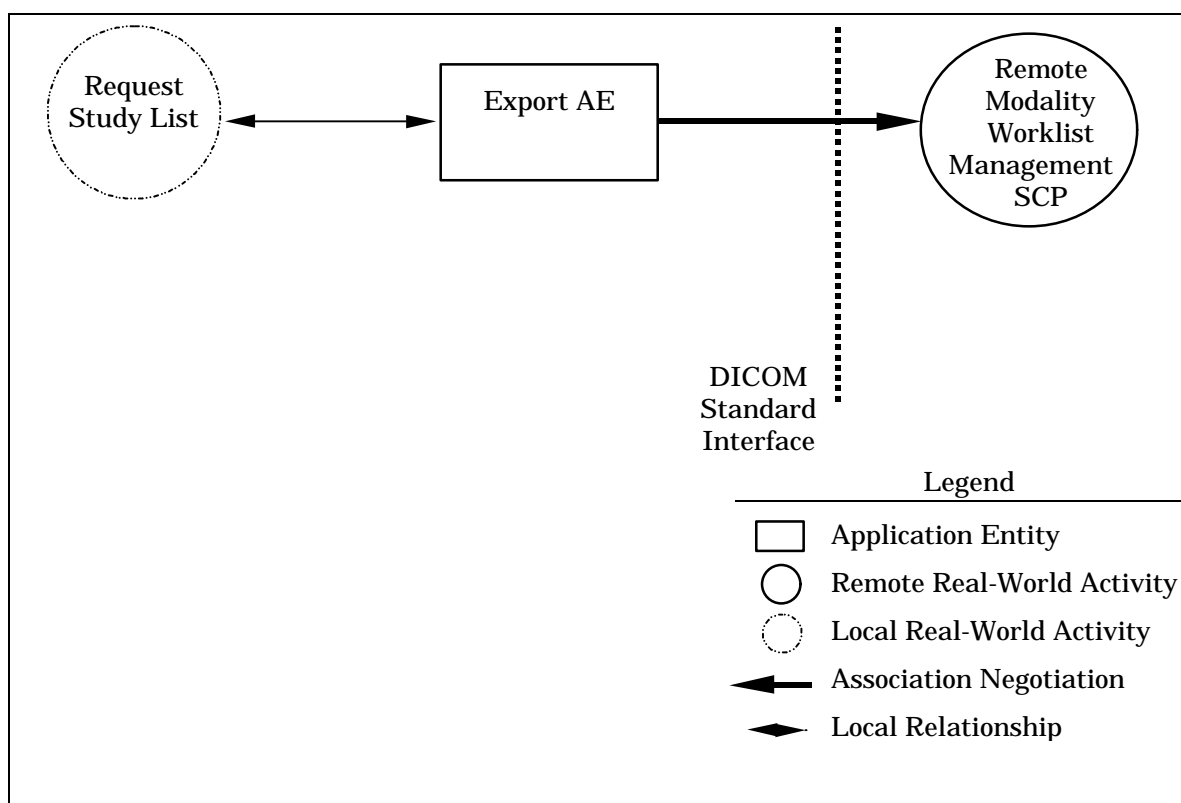 Request
Study List
Export AE
Remote
Modality
Worklist
Management
SCP
DICOM
Standard
Interface
Legend
Application Entity
Remote Real-World Activity
Local Real-World Activity
Association Negotiation
Local Relationship